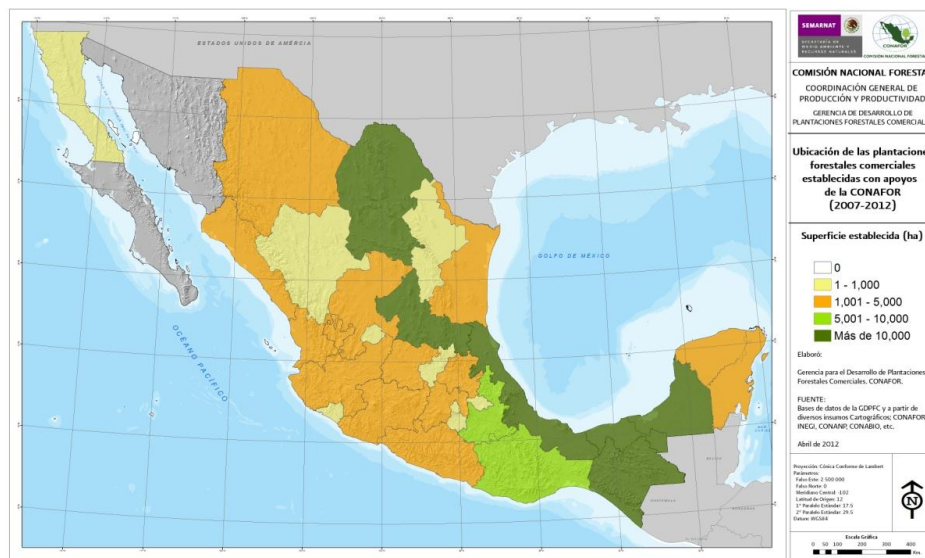 ESTADOS UNIDOS DE AMÉRCIA
GOLFO DE MÉXICO
OCEANO PACÍFICO
SEMARNAT
SECRETARÍA DE
MEDIO AMBIENTE Y
RECURSOS NATURALES
CONAFOR
COMISIÓN NACIONAL FORESTAL
COMISIÓN NACIONAL FORESTA
COORDINACIÓN GENERAL DE
PRODUCCIÓN Y PRODUCTIVIDAD
GERENCIA DE DESARROLLO DE
PLANTACIONES FORESTALES COMERCIAL
Ubicación de las plantacione
forestales comerciales
establecidas con apoyos
de la CONAFOR
(2007-2012)
Superficie establecida (ha)
0
1 - 1,000
1,001 - 5,000
5,001 - 10,000
Más de 10,000
Elaboró:
Gerencia para el Desarrollo de Plantaciones
Forestales Comerciales. CONAFOR.
FUENTE:
Bases de datos de la GDPFC y a partir de
diversos insumos Cartográficos; CONAFOR
INEGI, CONANP, CONABIO, etc.
Abril de 2012
Proyección: Cónica Conforme de Lambert
Parámetros:
Falso Este: 2 500 000
Falso Norte: 0
Meridiano Central: -102
Latitud de Origen: 12
1° Paralelo Estándar: 17.5
2° Paralelo Estándar: 29.5
Datum: WGS84
N
Escala Gráfica
0 50 100 200 300 400
Km.